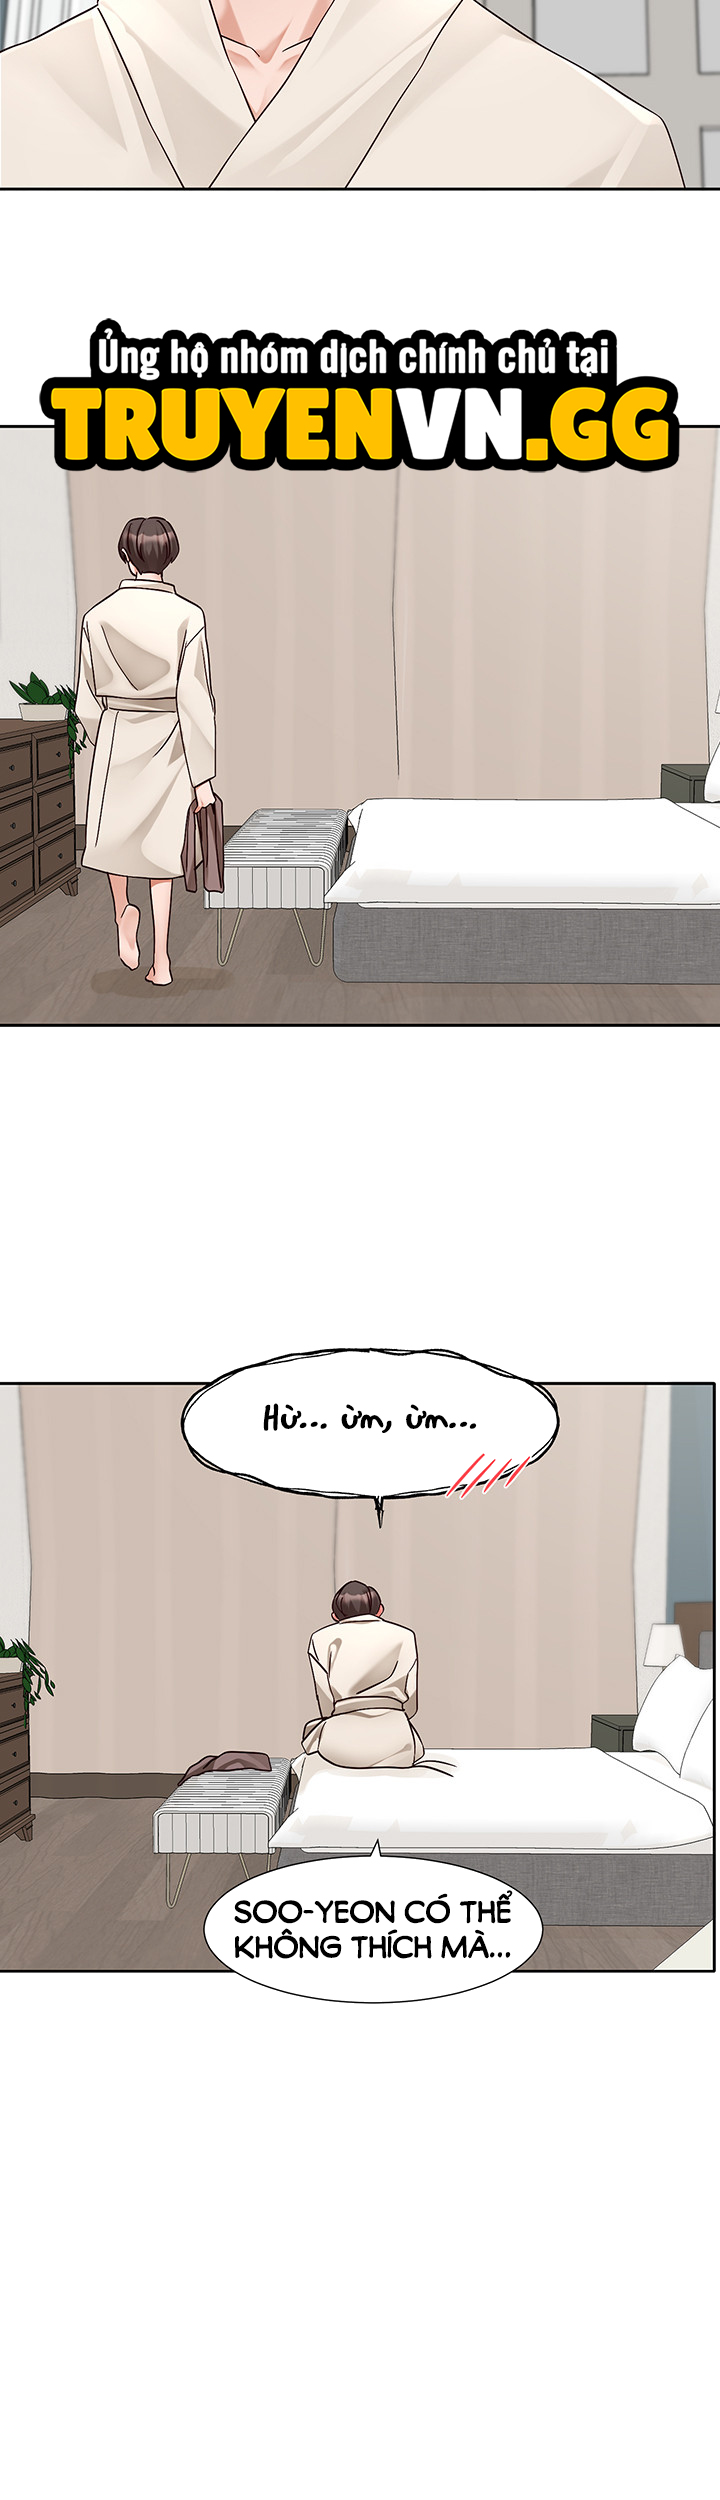 Ủng hộ nhóm dịch chính chủ tại
TRUYENVN.GG
Hừ... ừm, ừm...
SOO-YEON CÓ THỂ
KHÔNG THÍCH MÀ...